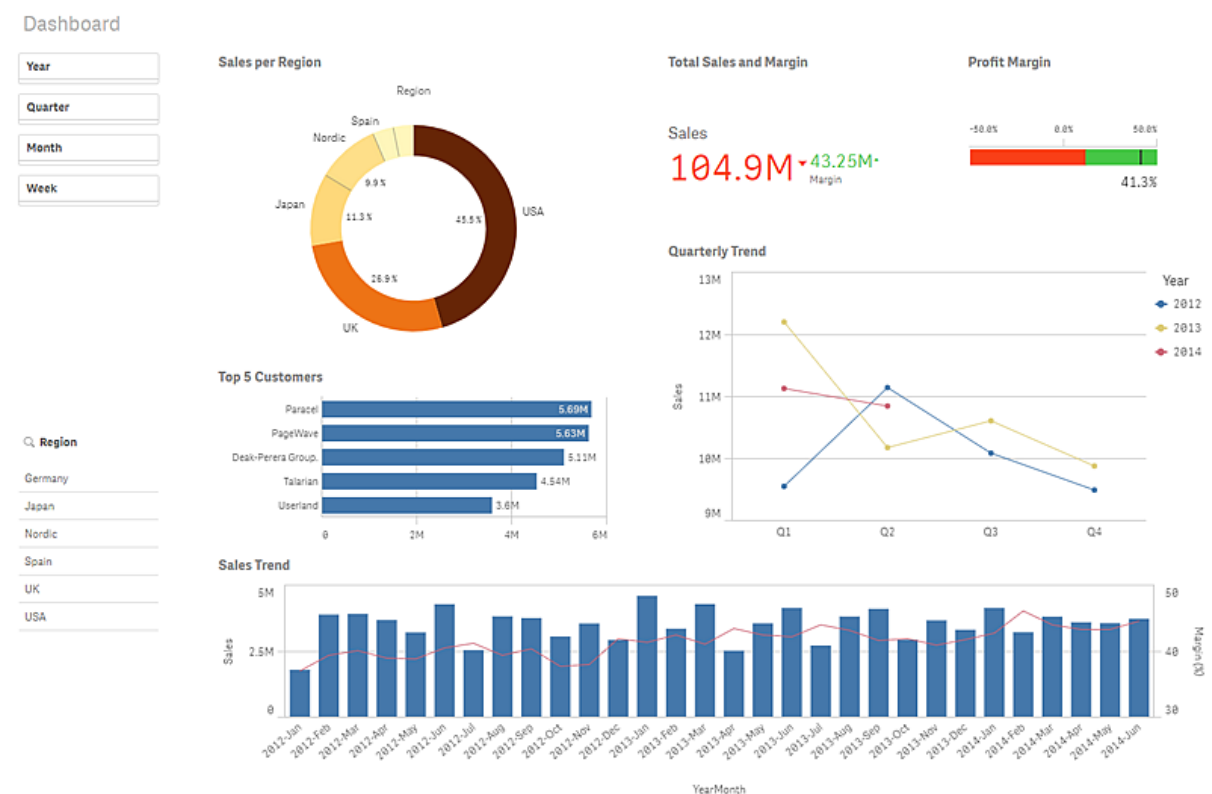 Dashboard
Year
Quarter
Month
Week
Region
Germany
Japan
Nordic
Spain
UK
USA
Sales per Region
Region
Spain
Nordic
Japan
UK
USA
9.9%
11.3%
26.9%
45.5%
Total Sales and Margin
Sales
104.9M
43.25M
Margin
Profit Margin
-50.0% 0.0% 50.0%
41.3%
Top 5 Customers
Paracel 5.69M
PageWave 5.63M
Deak-Perera Group. 5.11M
Talarian 4.54M
Userland 3.6M
0 2M 4M 6M
Quarterly Trend
13M
12M
11M
10M
9M
Sales
Q1 Q2 Q3 Q4
Year
2012
2013
2014
Sales Trend
5M
2.5M
0
Sales
50
40
30
Margin (%)
2012-Jan 2012-Feb 2012-Mar 2012-Apr 2012-May 2012-Jun 2012-Jul 2012-Aug 2012-Sep 2012-Oct 2012-Nov 2012-Dec 2013-Jan 2013-Feb 2013-Mar 2013-Apr 2013-May 2013-Jun 2013-Jul 2013-Aug 2013-Sep 2013-Oct 2013-Nov 2013-Dec 2014-Jan 2014-Feb 2014-Mar 2014-Apr 2014-May 2014-Jun
YearMonth